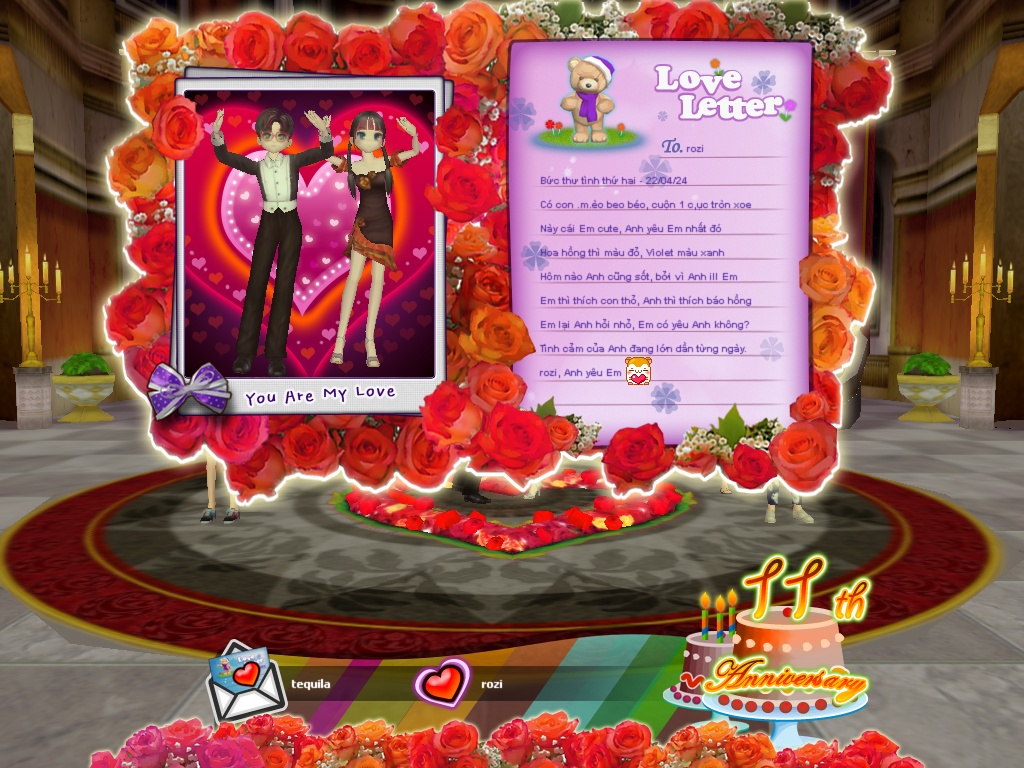 Love
Letter
To. rozi
Bức thư tình thứ hai - 22/04/24
Có con .m.èo beo béo, cuộn 1 c,ục tròn xoe
Này cái Em cute, Anh yêu Em nhất đó
Hoa hồng thì màu đỏ, Violet màu xanh
Hôm nào Anh cũng sốt, bởi vì Anh ill Em
Em thì thích con thỏ, Anh thì thích báo hồng
Em lại Anh hỏi nhỏ, Em có yêu Anh không?
Tình cảm của Anh đang lớn dần từng ngày.
rozi, Anh yêu Em
You Are My Love
11th
Anniversary
tequila
rozi